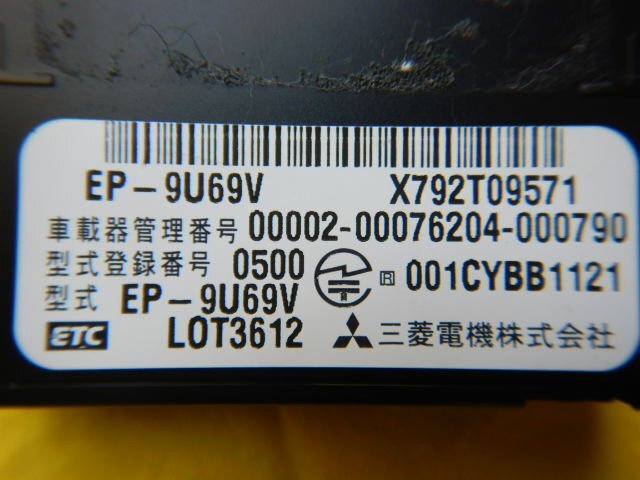 EP-9U69V X792T09571
車載器管理番号 00002-00076204-000790
型式登録番号 0500 R 001CYBB1121
型式 EP-9U69V
ETC LOT3612 三菱電機株式会社